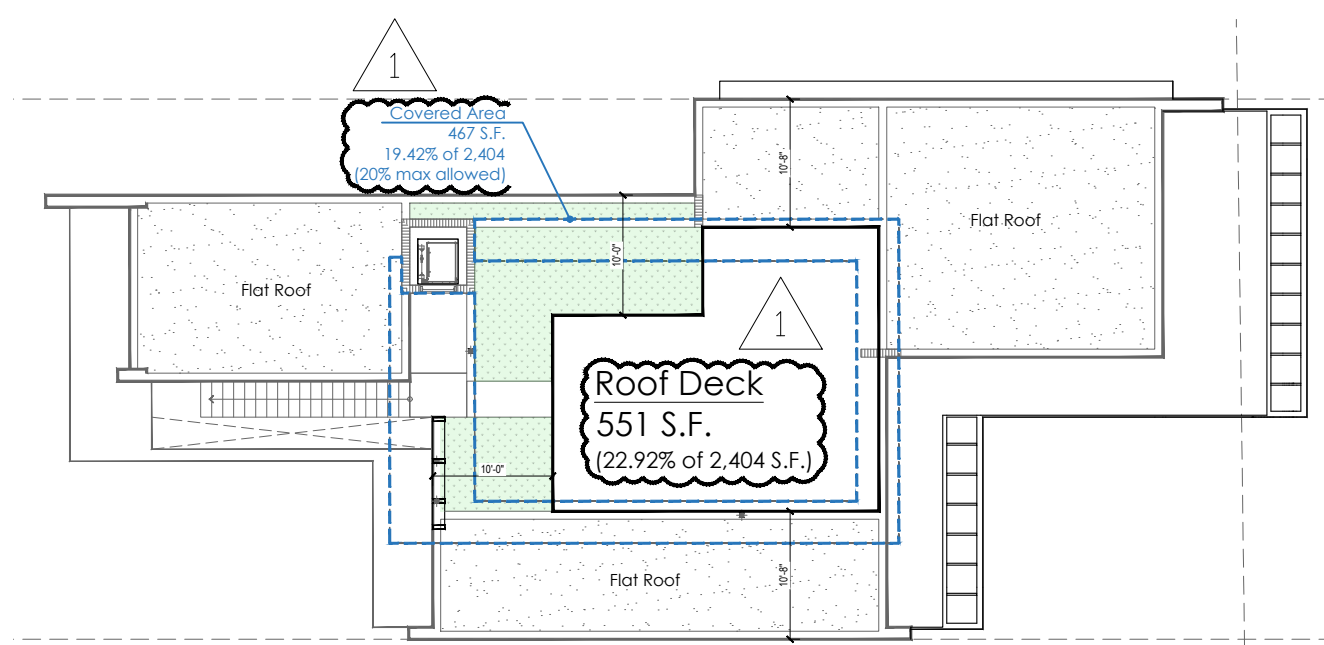 1
Covered Area
467 S.F.
19.42% of 2,404
(20% max allowed)
10'-8"
Flat Roof
10'-0"
Flat Roof
1
Roof Deck
551 S.F.
(22.92% of 2,404 S.F.)
10'-0"
Flat Roof
10'-8"